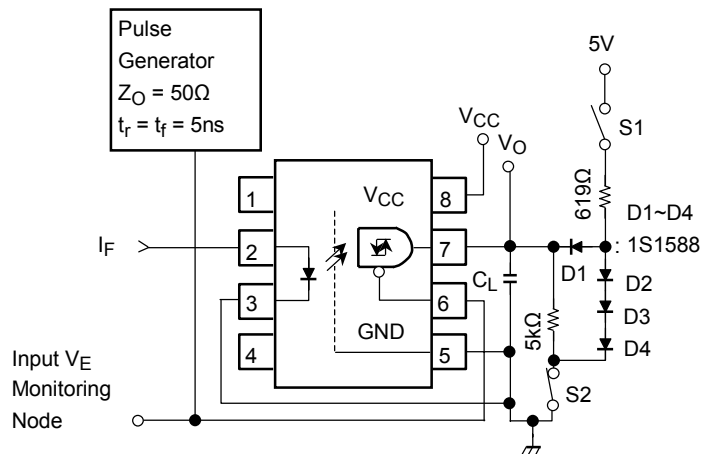 Pulse
Generator
ZO = 50Ω
tr = tf = 5ns
5V
S1
VCC
VO
619Ω
D1~D4
: 1S1588
1
2
3
4
VCC
GND
8
7
6
5
IF
CL
D1
D2
D3
D4
5kΩ
S2
Input VE
Monitoring
Node